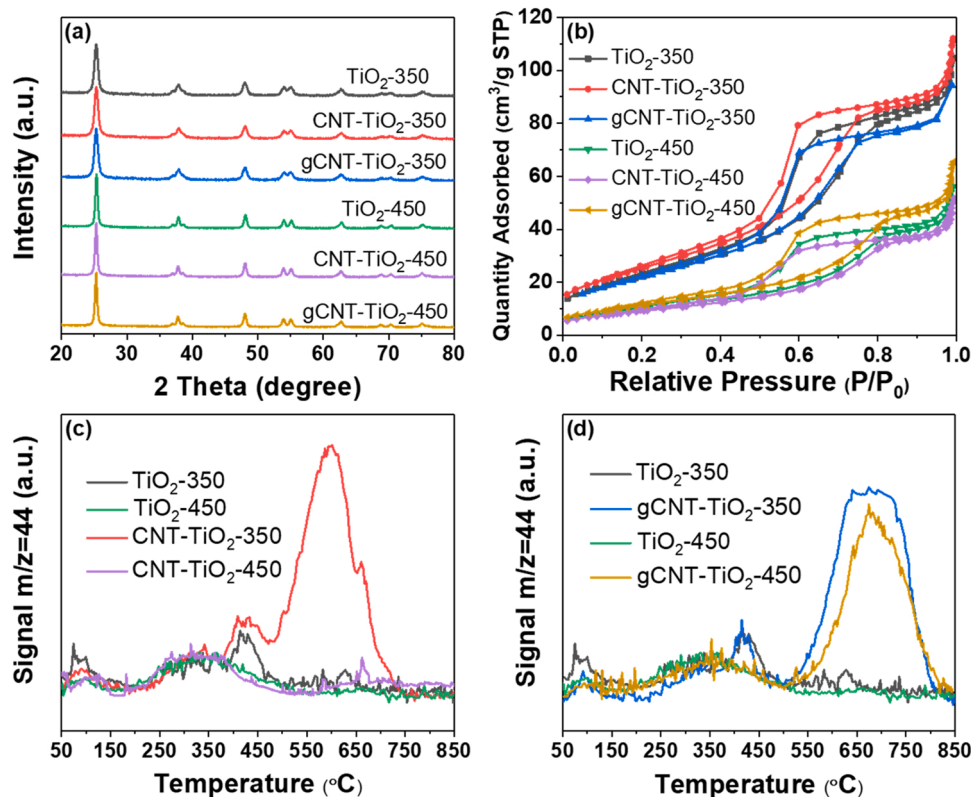 (a)
TiO₂-350
CNT-TiO₂-350
gCNT-TiO₂-350
TiO₂-450
CNT-TiO₂-450
gCNT-TiO₂-450
Intensity (a.u.)
20 30 40 50 60 70 80
2 Theta (degree)
(b)
TiO₂-350
CNT-TiO₂-350
gCNT-TiO₂-350
TiO₂-450
CNT-TiO₂-450
gCNT-TiO₂-450
Quantity Adsorbed (cm³/g STP)
120
100
80
60
40
20
0
0.2 0.4 0.6 0.8 1.0
Relative Pressure (P/P₀)
(c)
TiO₂-350
TiO₂-450
CNT-TiO₂-350
CNT-TiO₂-450
Signal m/z=44 (a.u.)
50 150 250 350 450 550 650 750 850
Temperature (°C)
(d)
TiO₂-350
gCNT-TiO₂-350
TiO₂-450
gCNT-TiO₂-450
Signal m/z=44 (a.u.)
50 150 250 350 450 550 650 750 850
Temperature (°C)